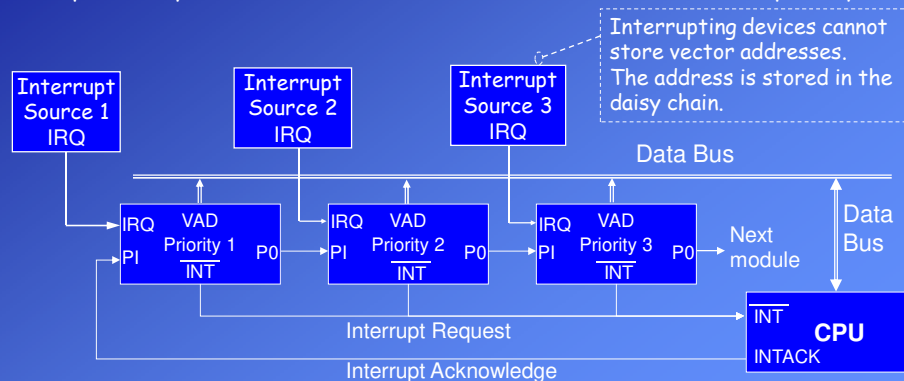 Interrupting devices cannot
store vector addresses.
The address is stored in the
daisy chain.
Interrupt
Source 1
IRQ
Interrupt
Source 2
IRQ
Interrupt
Source 3
IRQ
Data Bus
IRQ
VAD
Priority 1
PI
P0
INT
IRQ
VAD
Priority 2
PI
P0
INT
IRQ
VAD
Priority 3
PI
P0
INT
Next
module
Data
Bus
Interrupt Request
INT
CPU
INTACK
Interrupt Acknowledge